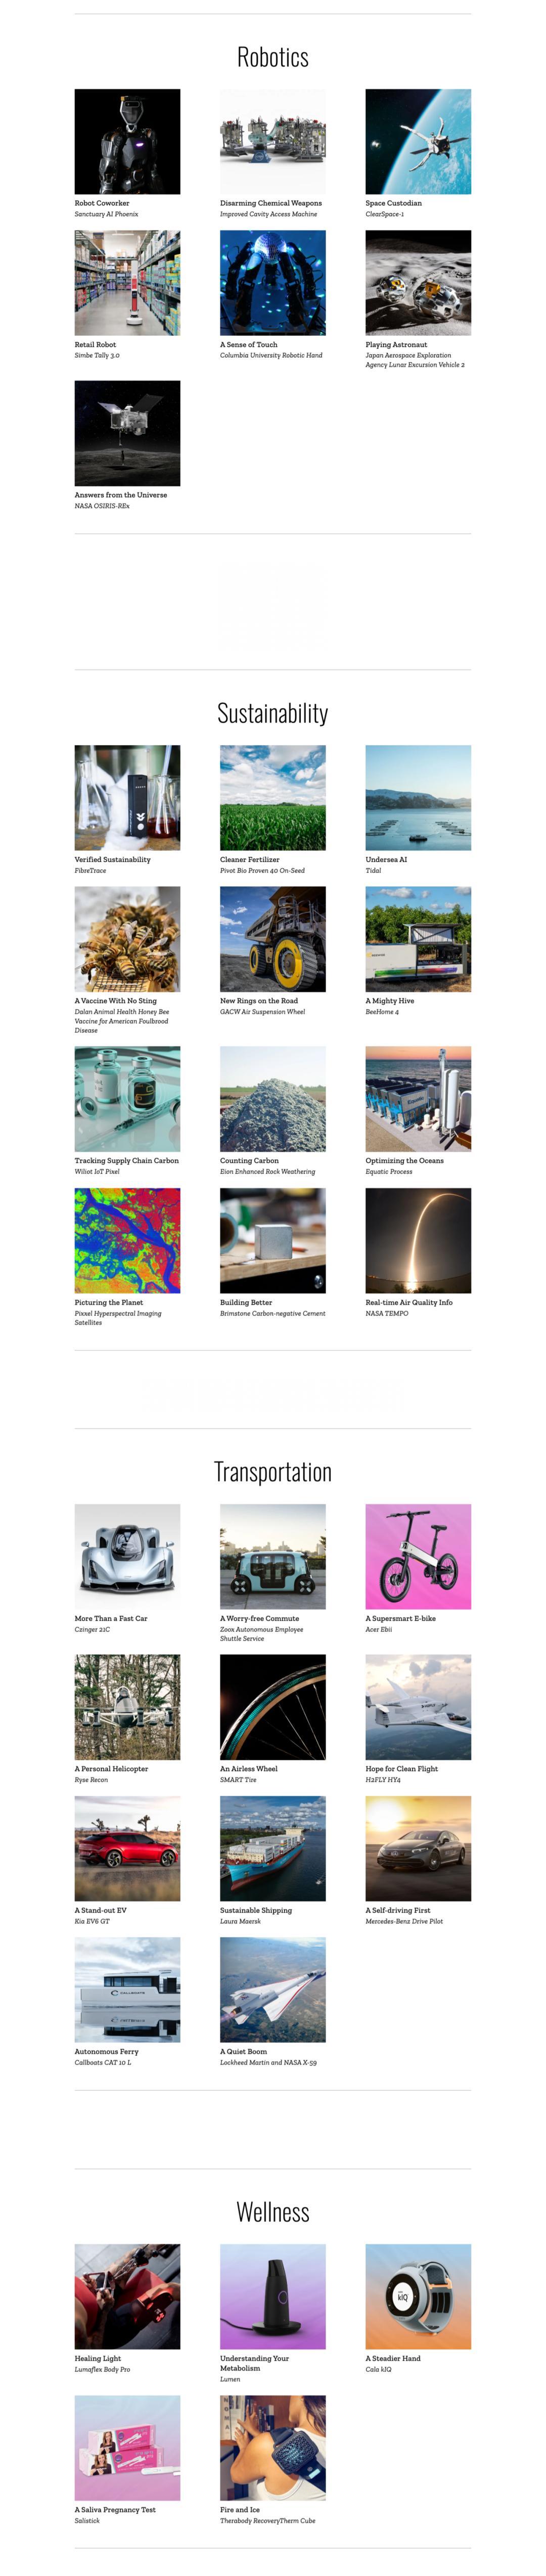 Robotics
Robot Coworker
Sanctuary AI Phoenix
Disarming Chemical Weapons
Improved Cavity Access Machine
Space Custodian
ClearSpace-1
Retail Robot
Simbe Tally 3.0
A Sense of Touch
Columbia University Robotic Hand
Playing Astronaut
Japan Aerospace Exploration
Agency Lunar Excursion Vehicle 2
Answers from the Universe
NASA OSIRIS-REx
Sustainability
Verified Sustainability
FibreTrace
Cleaner Fertilizer
Pivot Bio Proven 40 On-Seed
Undersea AI
Tidal
A Vaccine With No Sting
Dalan Animal Health Honey Bee
Vaccine for American Foulbrood
Disease
New Rings on the Road
GACW Air Suspension Wheel
A Mighty Hive
BeeHome 4
Tracking Supply Chain Carbon
Wiliot IoT Pixel
Counting Carbon
Eion Enhanced Rock Weathering
Optimizing the Oceans
Equatic Process
Picturing the Planet
Pixxel Hyperspectral Imaging
Satellites
Building Better
Brimstone Carbon-negative Cement
Real-time Air Quality Info
NASA TEMPO
Transportation
More Than a Fast Car
Czinger 21C
A Worry-free Commute
Zoox Autonomous Employee
Shuttle Service
A Supersmart E-bike
Acer Ebii
A Personal Helicopter
Ryse Recon
An Airless Wheel
SMART Tire
Hope for Clean Flight
H2FLY HY4
A Stand-out EV
Kia EV6 GT
Sustainable Shipping
Laura Maersk
A Self-driving First
Mercedes-Benz Drive Pilot
CALLBOATS
Autonomous Ferry
Callboats CAT 10 L
A Quiet Boom
Lockheed Martin and NASA X-59
Wellness
kIQ
Healing Light
Lumaflex Body Pro
Understanding Your
Metabolism
Lumen
A Steadier Hand
Cala kIQ
A Saliva Pregnancy Test
Salistick
Fire and Ice
Therabody RecoveryTherm Cube